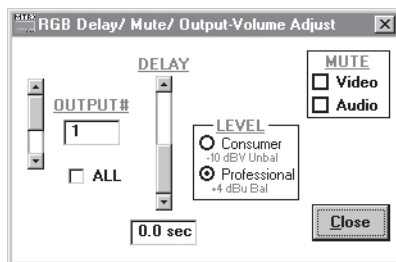 MTRX RGB Delay/ Mute/ Output-Volume Adjust
DELAY
MUTE
Video
Audio
OUTPUT#
1
ALL
LEVEL
Consumer
-10 dBV Unbal
Professional
+4 dBu Bal
0.0 sec
Close